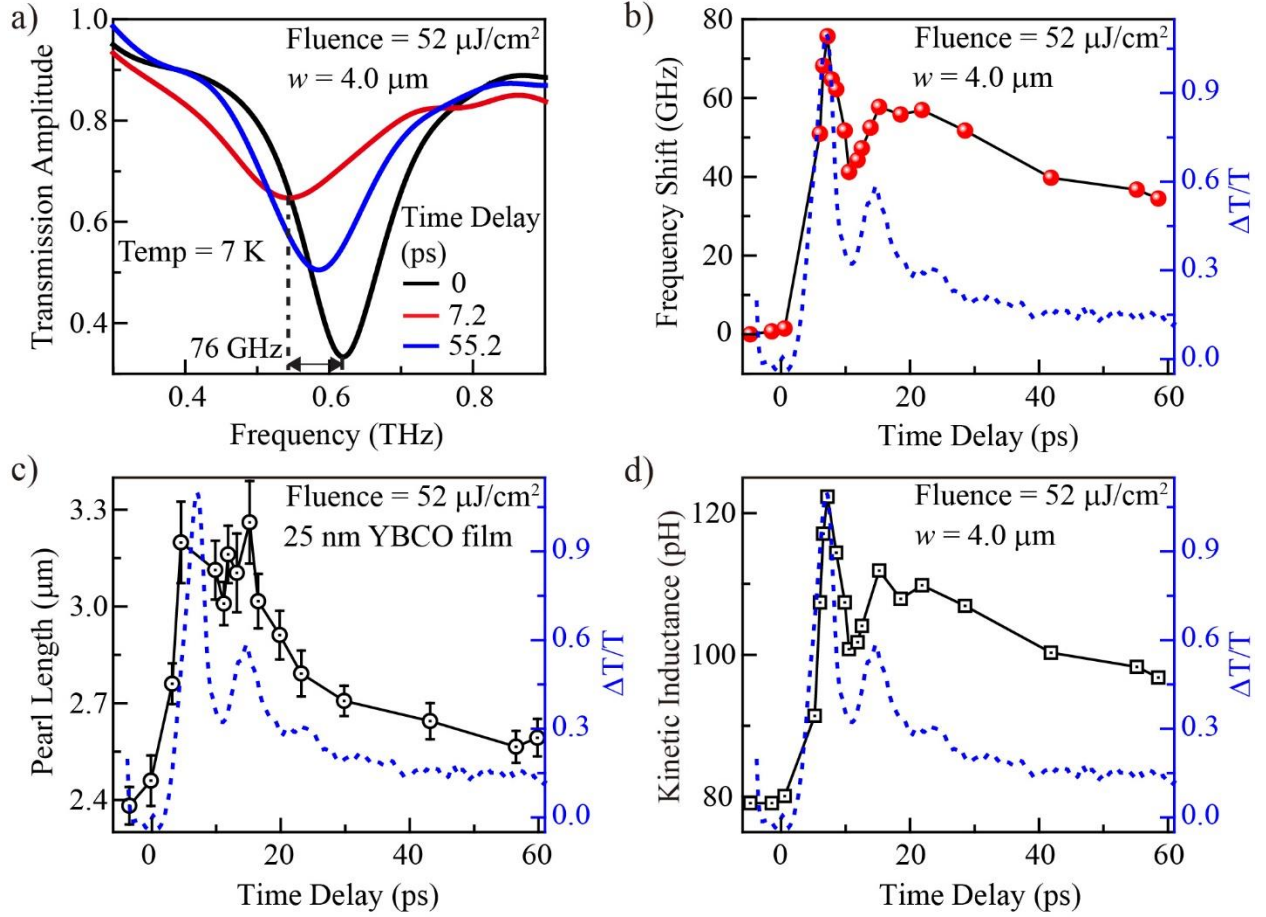 a)
1.0
0.8
0.6
0.4
Transmission Amplitude
Fluence = 52 μJ/cm²
w = 4.0 μm
Temp = 7 K
Time Delay
(ps)
0
7.2
55.2
76 GHz
0.4
0.6
0.8
Frequency (THz)
b)
80
60
40
20
0
Frequency Shift (GHz)
Fluence = 52 μJ/cm²
w = 4.0 μm
0.9
0.6
0.3
0.0
ΔT/T
0
20
40
60
Time Delay (ps)
c)
3.3
3.0
2.7
2.4
Pearl Length (μm)
Fluence = 52 μJ/cm²
25 nm YBCO film
0.9
0.6
0.3
0.0
ΔT/T
0
20
40
60
Time Delay (ps)
d)
120
100
80
Kinetic Inductance (pH)
Fluence = 52 μJ/cm²
w = 4.0 μm
0.9
0.6
0.3
0.0
ΔT/T
0
20
40
60
Time Delay (ps)